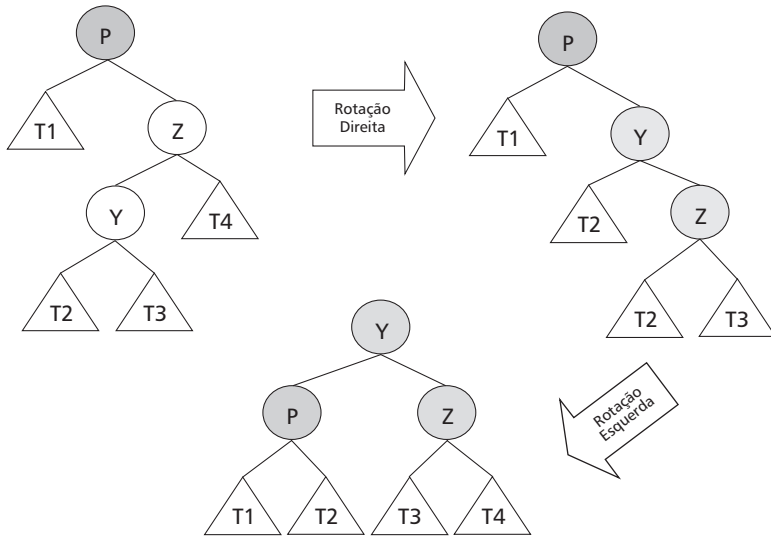 P
T1
Z
Y
T4
T2
T3
Rotação
Direita
P
T1
Y
T2
Z
T2
T3
Rotação
Esquerda
Y
P
Z
T1
T2
T3
T4